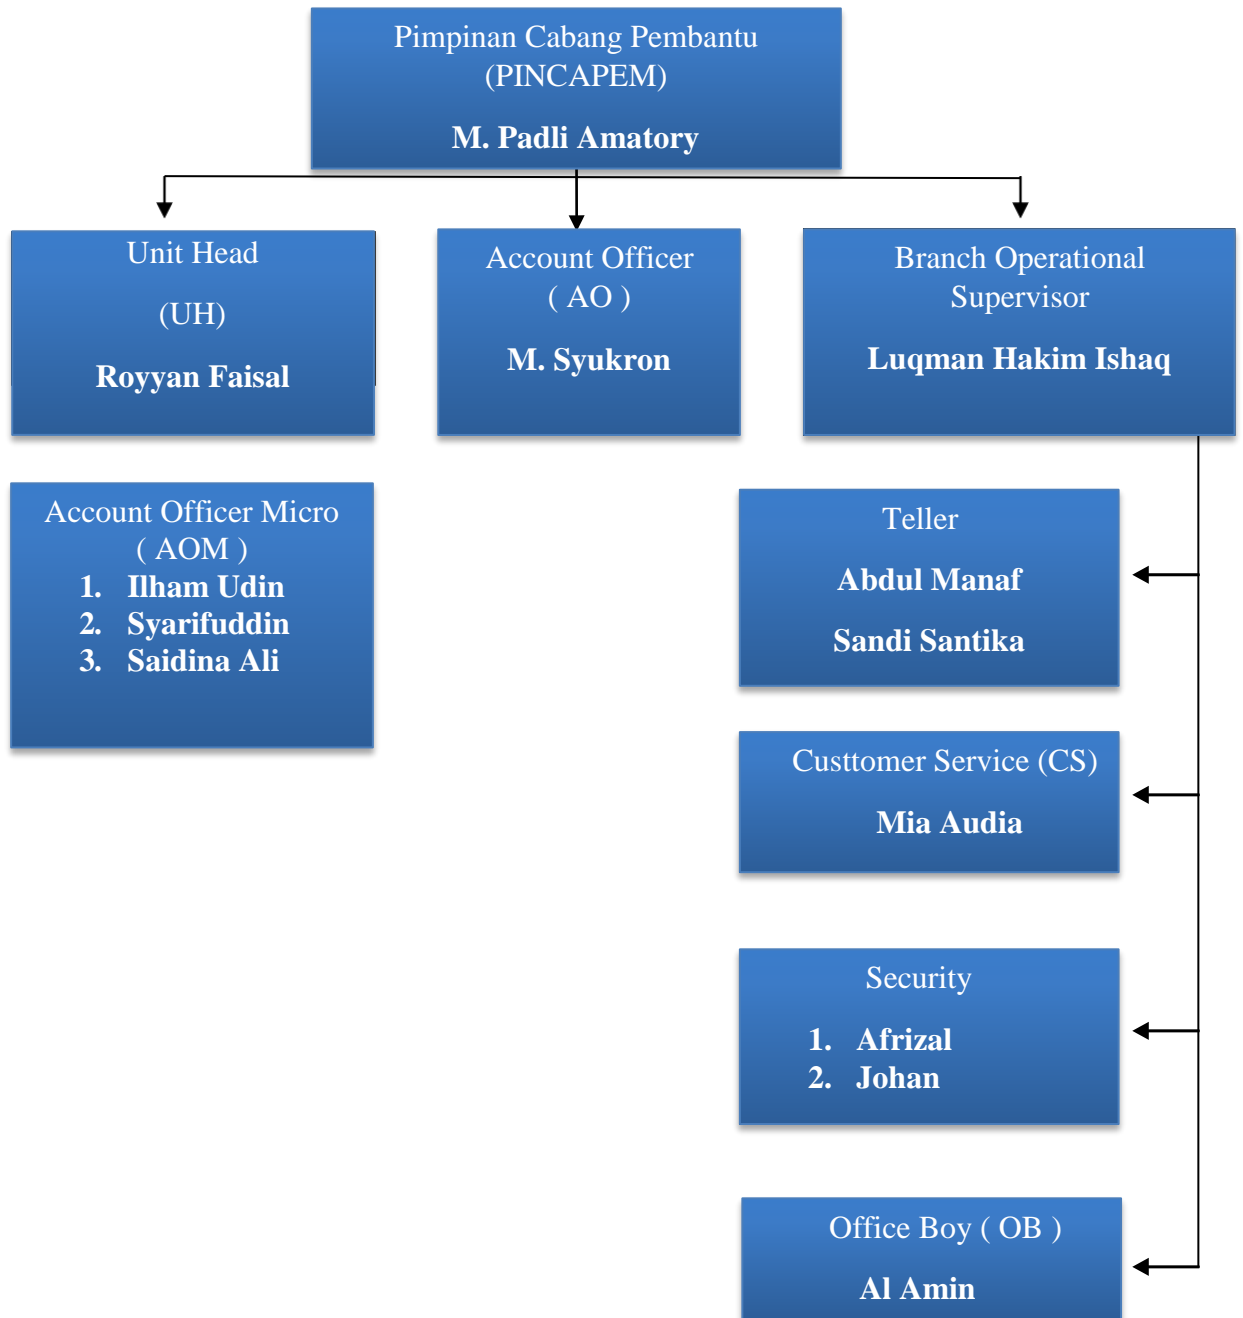 Pimpinan Cabang Pembantu
(PINCAPEM)
M. Padli Amatory
Unit Head
(UH)
Royyan Faisal
Account Officer
( AO )
M. Syukron
Branch Operational
Supervisor
Luqman Hakim Ishaq
Account Officer Micro
( AOM )
1. Ilham Udin
2. Syarifuddin
3. Saidina Ali
Teller
Abdul Manaf
Sandi Santika
Custtomer Service (CS)
Mia Audia
Security
1. Afrizal
2. Johan
Office Boy ( OB )
Al Amin